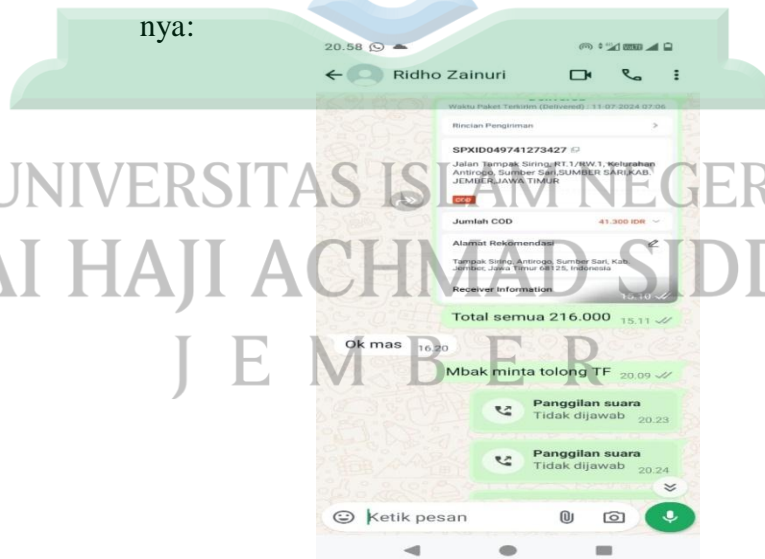 nya:
20.58
Ridho Zainuri
Waktu Paket Terkirim (Delivered) : 11-07-2024 07:06
Rincian Pengiriman
SPXID049741273427
Jalan Tampak Siring, RT.1/RW.1, Kelurahan
Antirogo, Sumber Sari,SUMBER SARI,KAB.
JEMBER,JAWA TIMUR
Jumlah COD 41.300 IDR
Alamat Rekomendasi
Tampak Siring, Antirogo, Sumber Sari, Kab.
Jember, Jawa Timur 68125, Indonesia
Receiver Information
15.10
Total semua 216.000 15.11
Ok mas 16.20
Mbak minta tolong TF 20.09
Panggilan suara
Tidak dijawab 20.23
Panggilan suara
Tidak dijawab 20.24
Ketik pesan
UNIVERSITAS ISLAM NEGER
AI HAJI ACHMAD SIDD
JEMBER